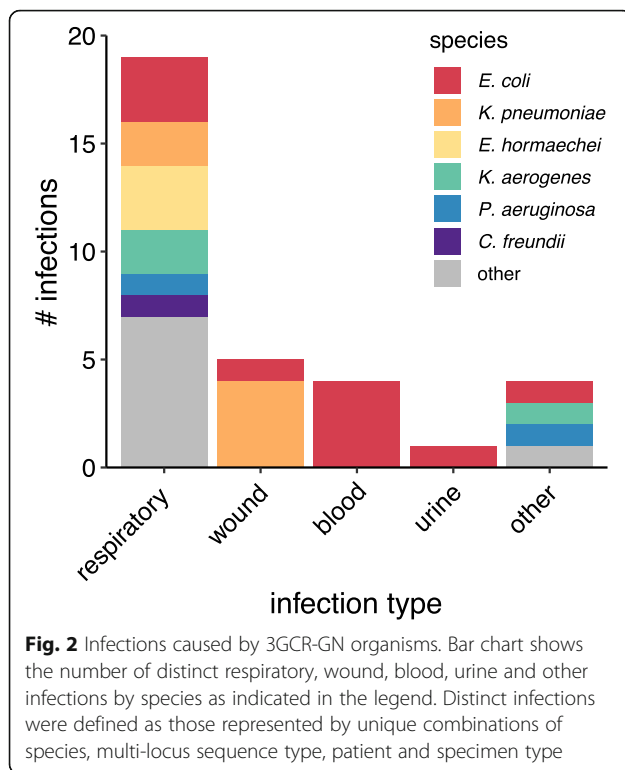 20
15
10
5
0
# infections
species
E. coli
K. pneumoniae
E. hormaechei
K. aerogenes
P. aeruginosa
C. freundii
other
respiratory
wound
blood
urine
other
infection type
Fig. 2 Infections caused by 3GCR-GN organisms. Bar chart shows
the number of distinct respiratory, wound, blood, urine and other
infections by species as indicated in the legend. Distinct infections
were defined as those represented by unique combinations of
species, multi-locus sequence type, patient and specimen type